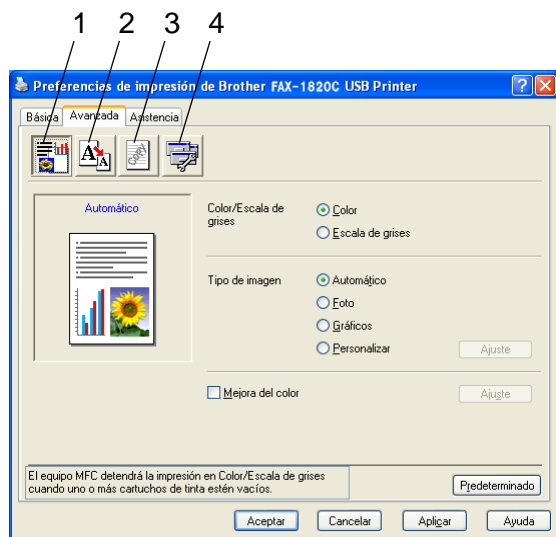 1 2 3 4
Preferencias de impresión de Brother FAX-1820C USB Printer
Básica Avanzada Asistencia
A A copy
Automático
Color/Escala de grises
Color
Escala de grises
Tipo de imagen
Automático
Foto
Gráficos
Personalizar Ajuste
Mejora del color Ajuste
El equipo MFC detendrá la impresión en Color/Escala de grises
cuando uno o más cartuchos de tinta estén vacíos.
Predeterminado
Aceptar Cancelar Aplicar Ayuda